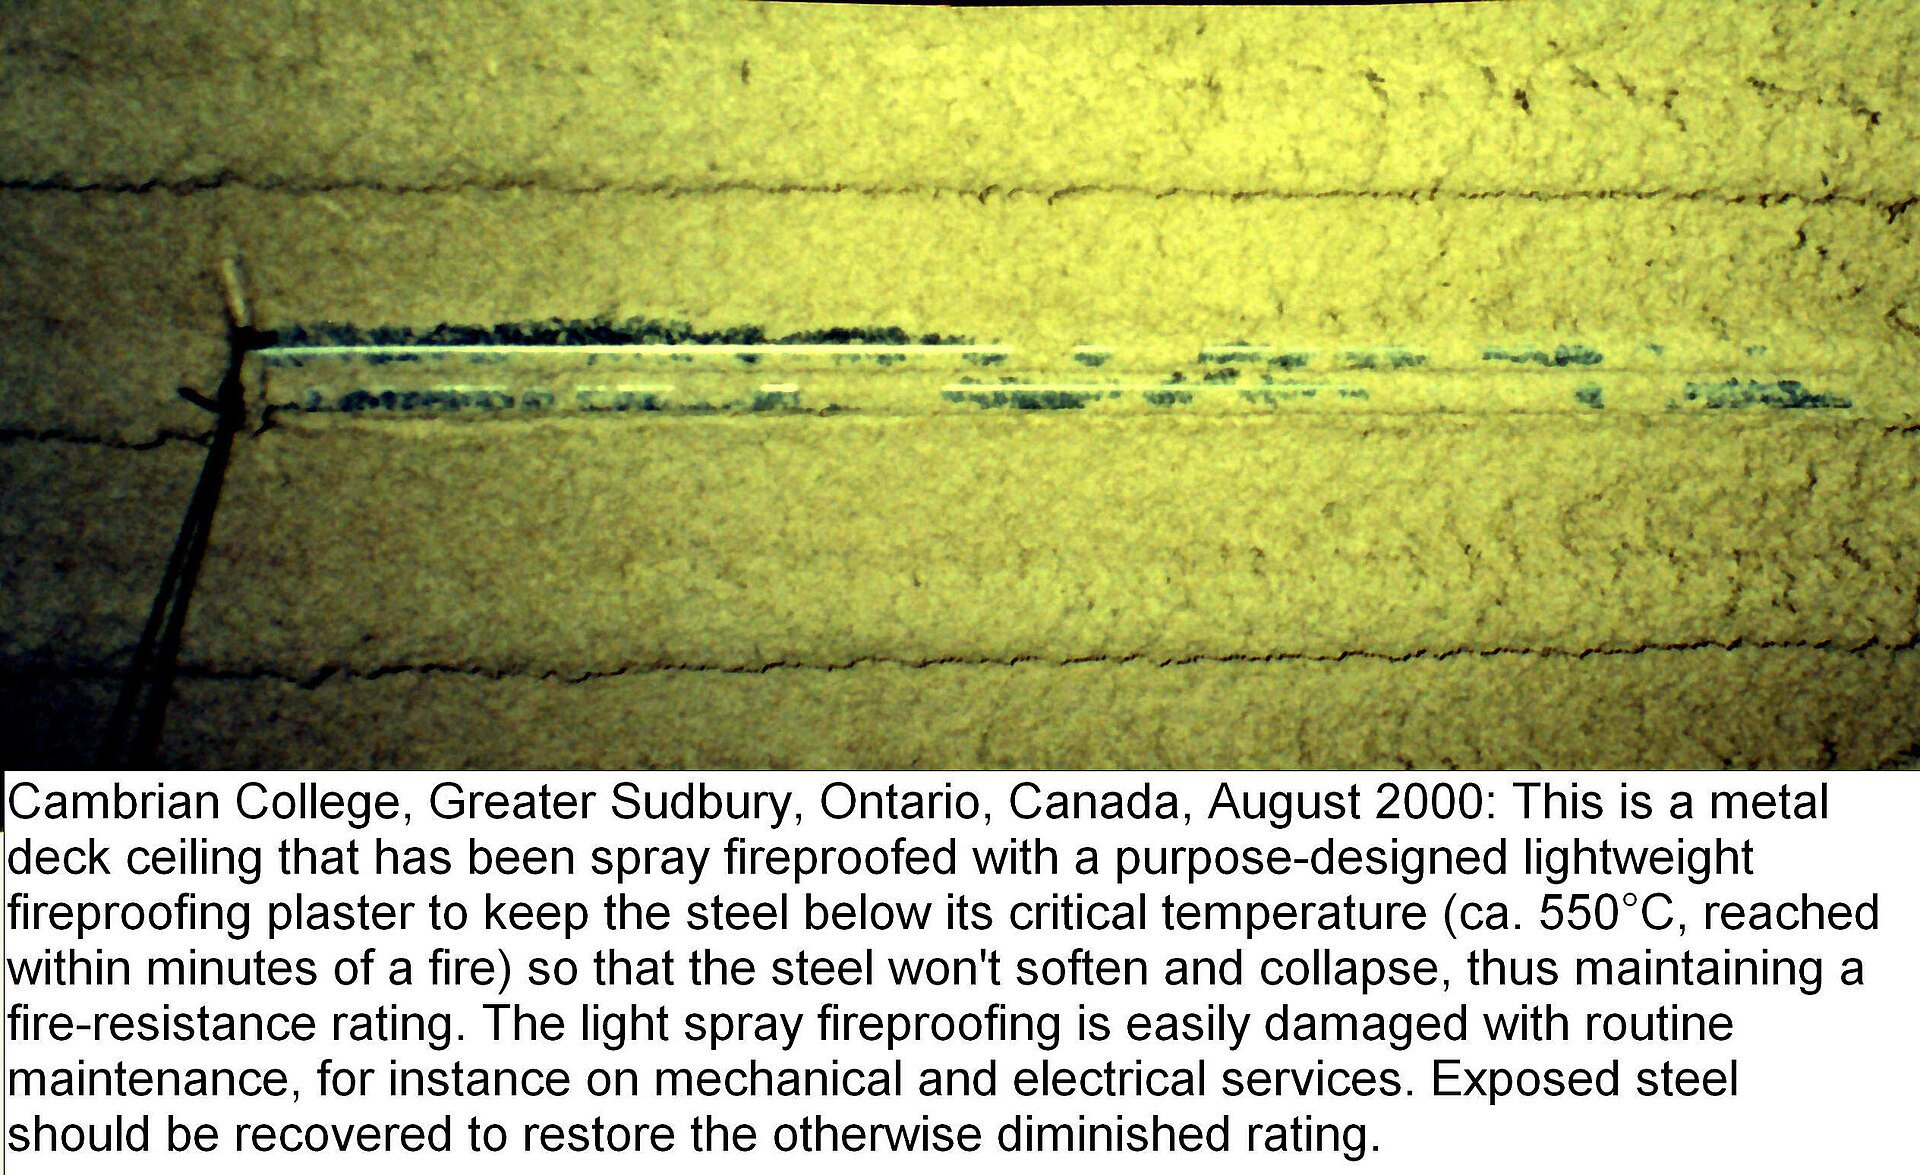 Cambrian College, Greater Sudbury, Ontario, Canada, August 2000: This is a metal
deck ceiling that has been spray fireproofed with a purpose-designed lightweight
fireproofing plaster to keep the steel below its critical temperature (ca. 550°C, reached
within minutes of a fire) so that the steel won't soften and collapse, thus maintaining a
fire-resistance rating. The light spray fireproofing is easily damaged with routine
maintenance, for instance on mechanical and electrical services. Exposed steel
should be recovered to restore the otherwise diminished rating.